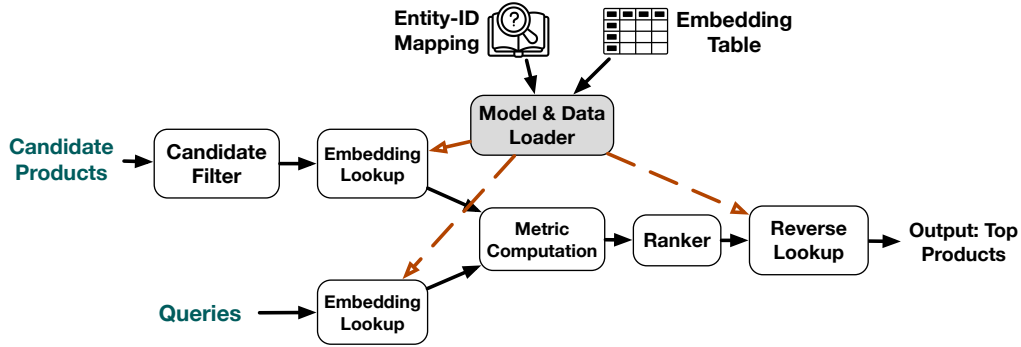 Entity-ID
Mapping
?
Embedding
Table
Model & Data
Loader
Candidate
Products
Candidate
Filter
Embedding
Lookup
Metric
Computation
Ranker
Reverse
Lookup
Output: Top
Products
Queries
Embedding
Lookup